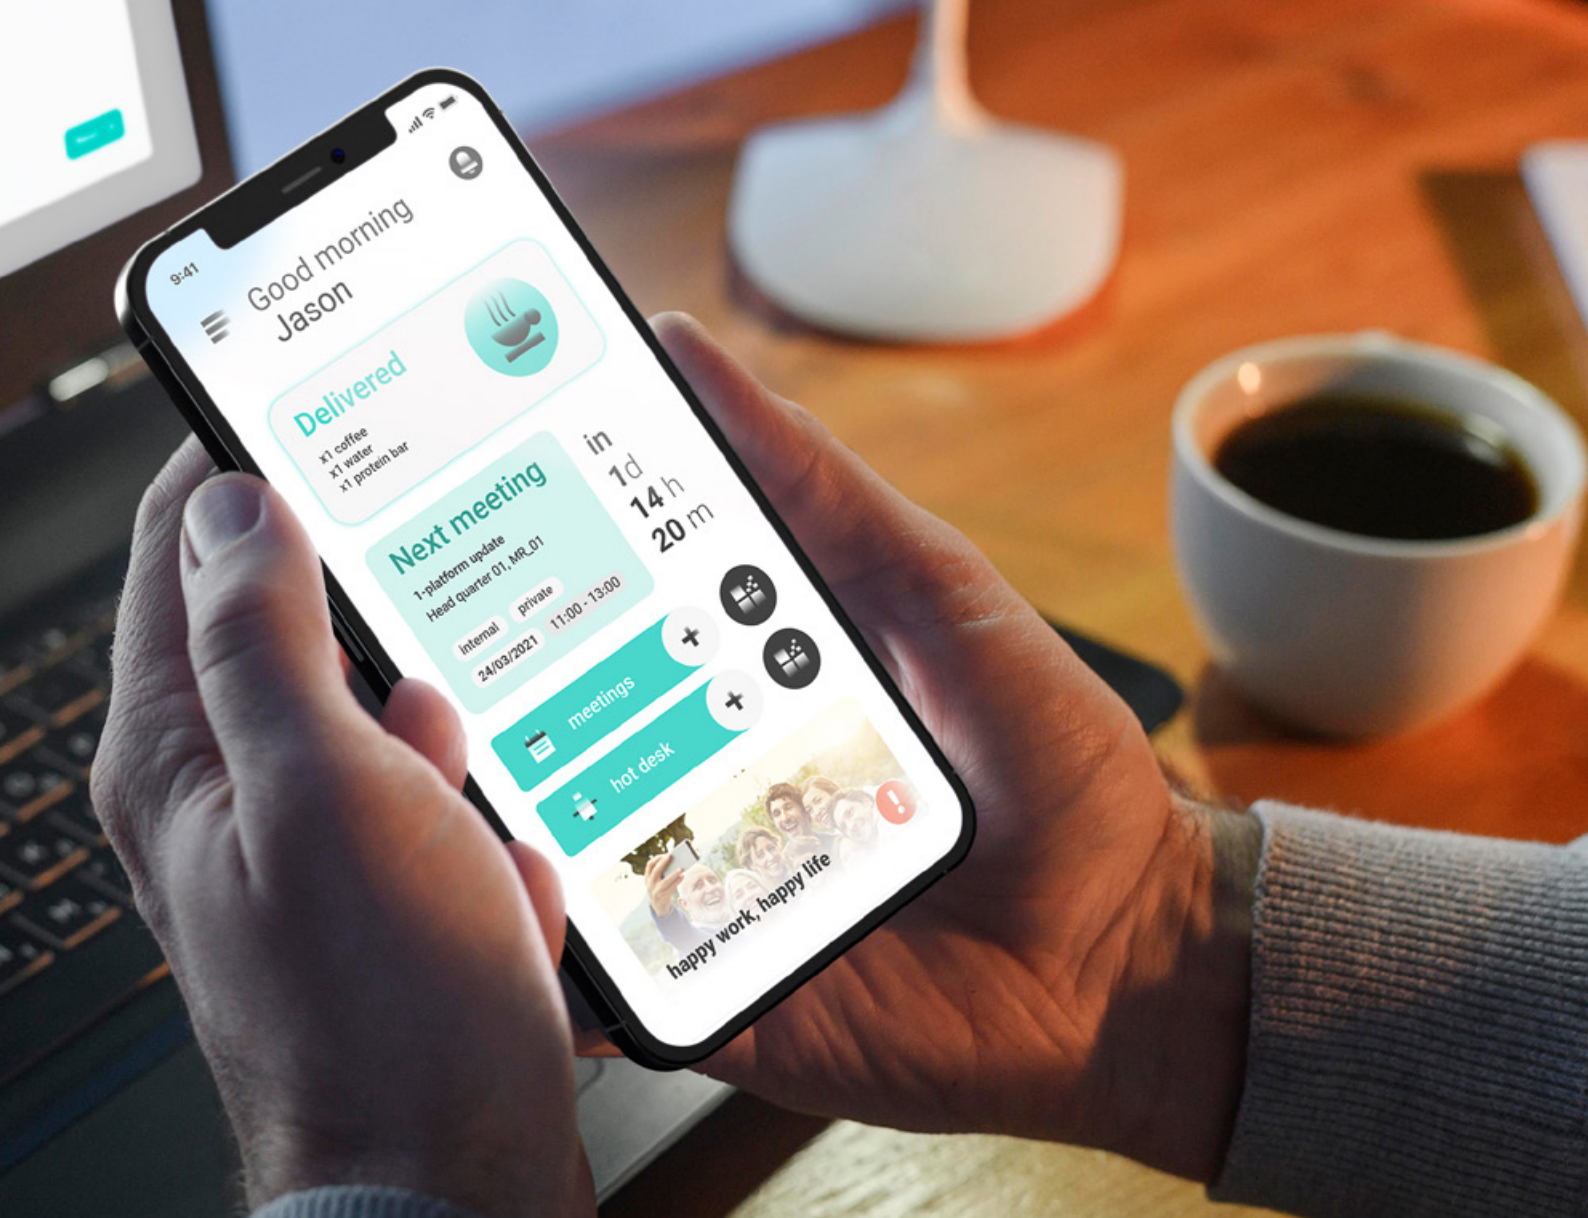 9:41
Good morning
Jason
Delivered
x1 coffee
x1 water
x1 protein bar
Next meeting
1-platform update
Head quarter 01, MR_01
internal
private
24/03/2021
11:00 - 13:00
in
1d
14 h
20 m
meetings
hot desk
happy work, happy life